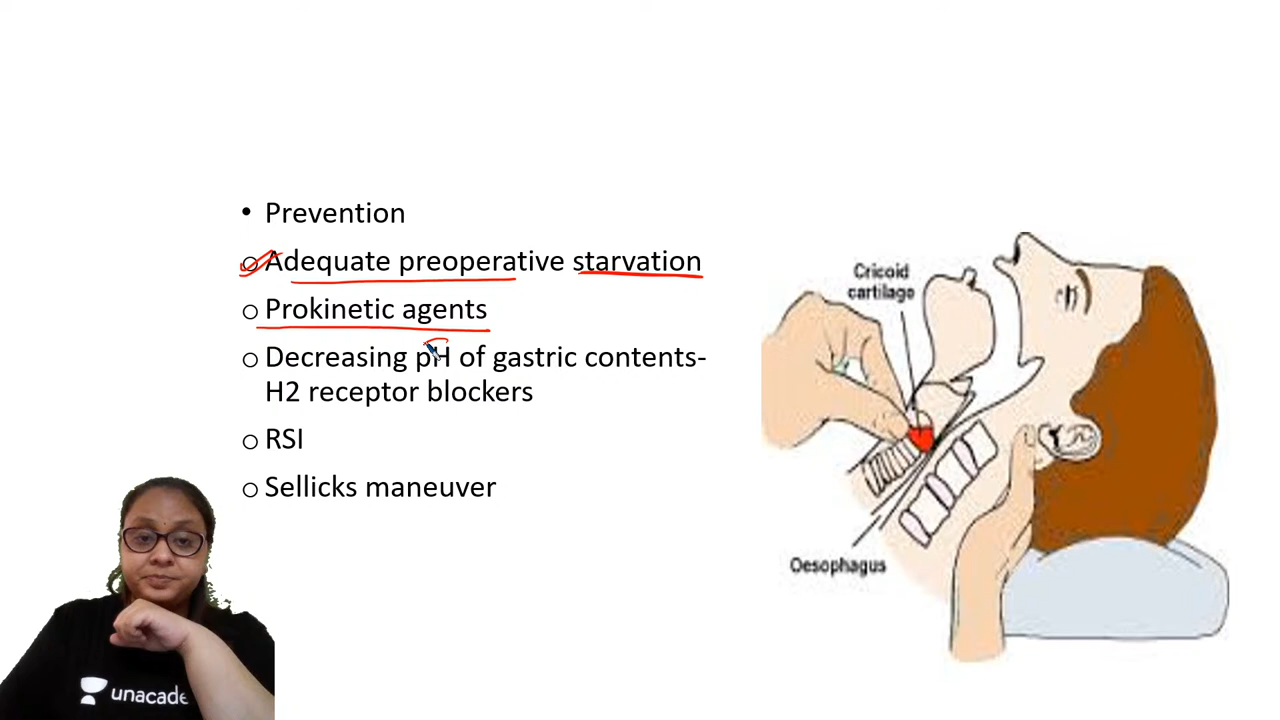 Prevention
Adequate preoperative starvation
Prokinetic agents
Decreasing pH of gastric contents-
H2 receptor blockers
RSI
Sellicks maneuver
Cricoid
cartilage
Oesophagus
unacade